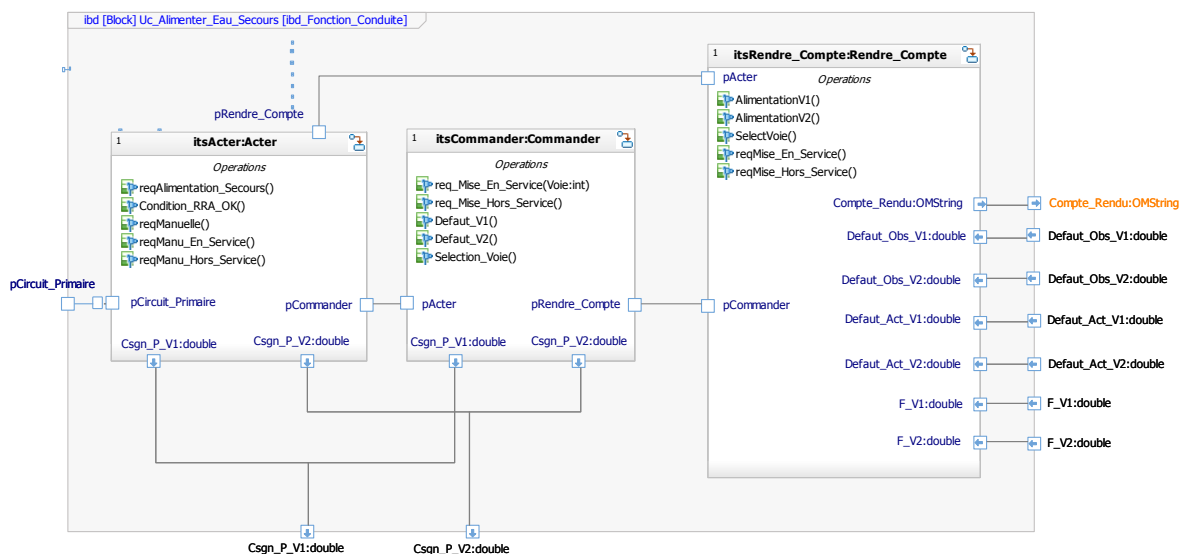 ibd [Block] Uc_Alimenter_Eau_Secours [ibd_Fonction_Conduite]
pRendre_Compte
1
itsActer:Acter
Operations
reqAlimentation_Secours()
Condition_RRA_OK()
reqManuelle()
reqManu_En_Service()
reqManu_Hors_Service()
pCircuit_Primaire
pCircuit_Primaire
pCommander
Csgn_P_V1:double
Csgn_P_V2:double
1
itsCommander:Commander
Operations
req_Mise_En_Service(Voie:int)
req_Mise_Hors_Service()
Defaut_V1()
Defaut_V2()
Selection_Voie()
pActer
pRendre_Compte
Csgn_P_V1:double
Csgn_P_V2:double
1
itsRendre_Compte:Rendre_Compte
pActer
Operations
AlimentationV1()
AlimentationV2()
SelectVoie()
reqMise_En_Service()
reqMise_Hors_Service()
Compte_Rendu:OMString
Compte_Rendu:OMString
Defaut_Obs_V1:double
Defaut_Obs_V1:double
Defaut_Obs_V2:double
Defaut_Obs_V2:double
pCommander
Defaut_Act_V1:double
Defaut_Act_V1:double
Defaut_Act_V2:double
Defaut_Act_V2:double
F_V1:double
F_V1:double
F_V2:double
F_V2:double
Csgn_P_V1:double
Csgn_P_V2:double